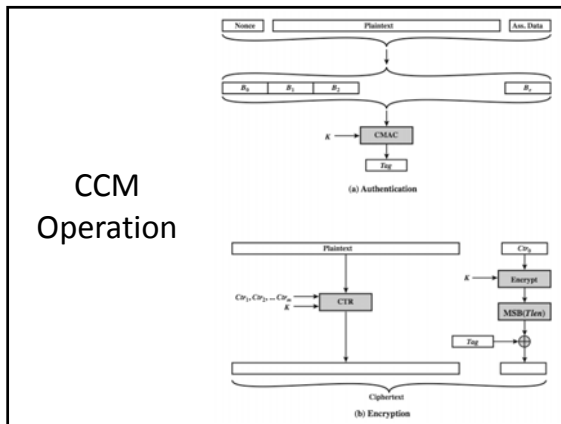 CCM
Operation
Nonce Plaintext Ass. Data
B0 B1 B2 Br
K CMAC
Tag
(a) Authentication
Plaintext Ctr0
K Encrypt
Ctr1, Ctr2, ... Ctrm
K CTR
MSB(Tlen)
Tag
Ciphertext
(b) Encryption